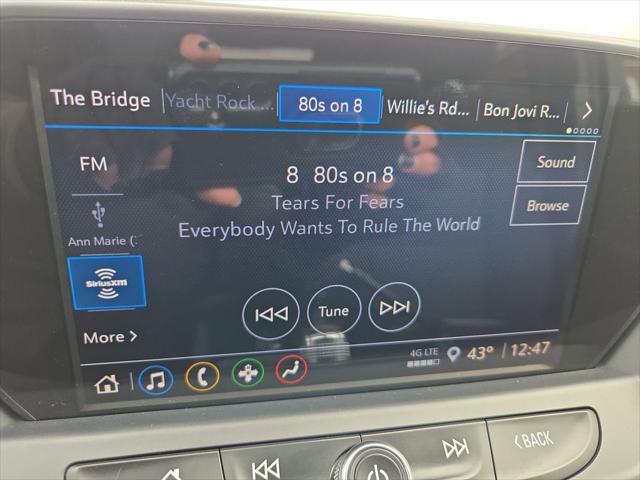 The Bridge Yacht Rock ... 80s on 8 Willie's Rd... Bon Jovi R...
FM
8 80s on 8
Sound
Tears For Fears
Browse
Everybody Wants To Rule The World
Ann Marie (:
SiriusXM
Tune
More
4G LTE 43° 12:47
BACK